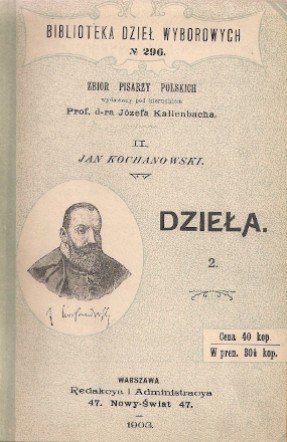 BIBLIOTEKA DZIEŁ WYBOROWYCH
№ 296.
ZBIÓR PISARZY POLSKICH
wydawany pod kierunkiem
Prof. d-ra Józefa Kallenbacha.
II.
JAN KOCHANOWSKI.
DZIEŁA.
2.
Cena 40 kop.
W pren. 30½ kop.
WARSZAWA
Redakcya i Administracya
47. Nowy-Świat 47.
1903.